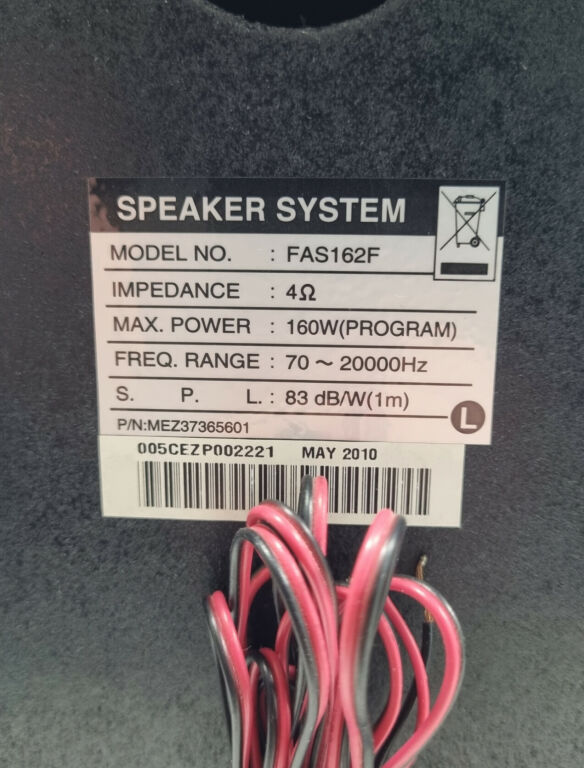 SPEAKER SYSTEM
MODEL NO. : FAS162F
IMPEDANCE : 4Ω
MAX. POWER : 160W(PROGRAM)
FREQ. RANGE : 70 ~ 20000Hz
S. P. L. : 83 dB/W(1m)
P/N:MEZ37365601
L
005CEZP002221 MAY 2010